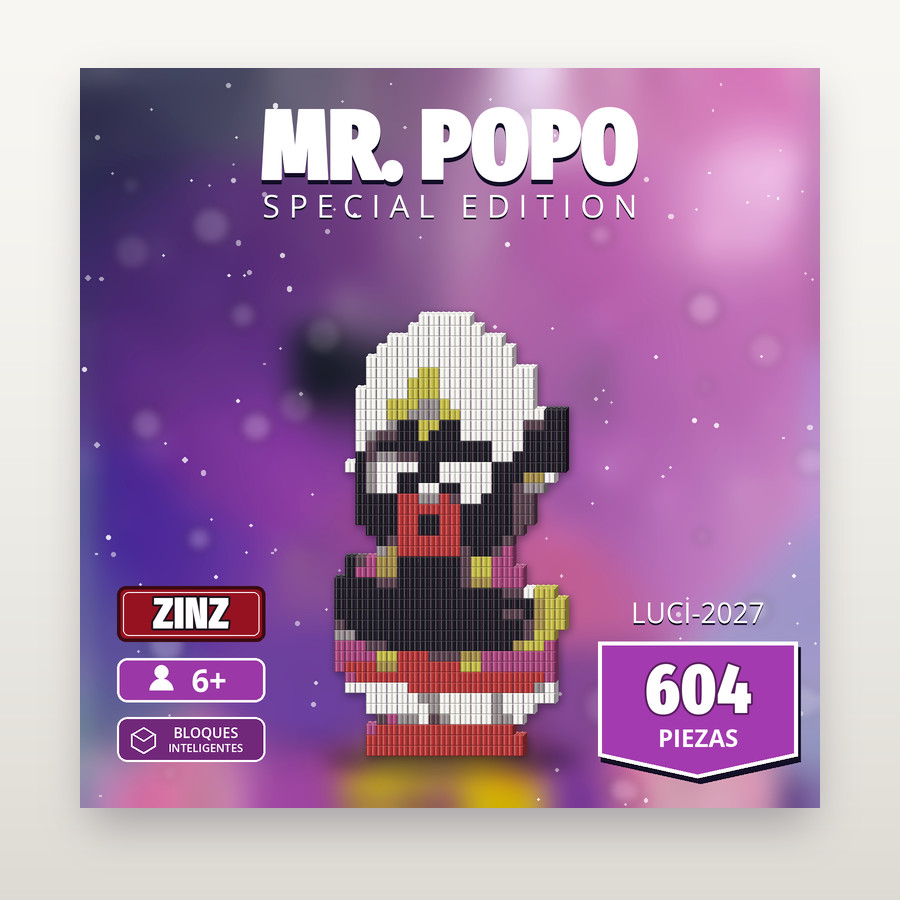 MR. POPO
SPECIAL EDITION
ZINZ
6+
BLOQUES
INTELIGENTES
LUCI-2027
604
PIEZAS